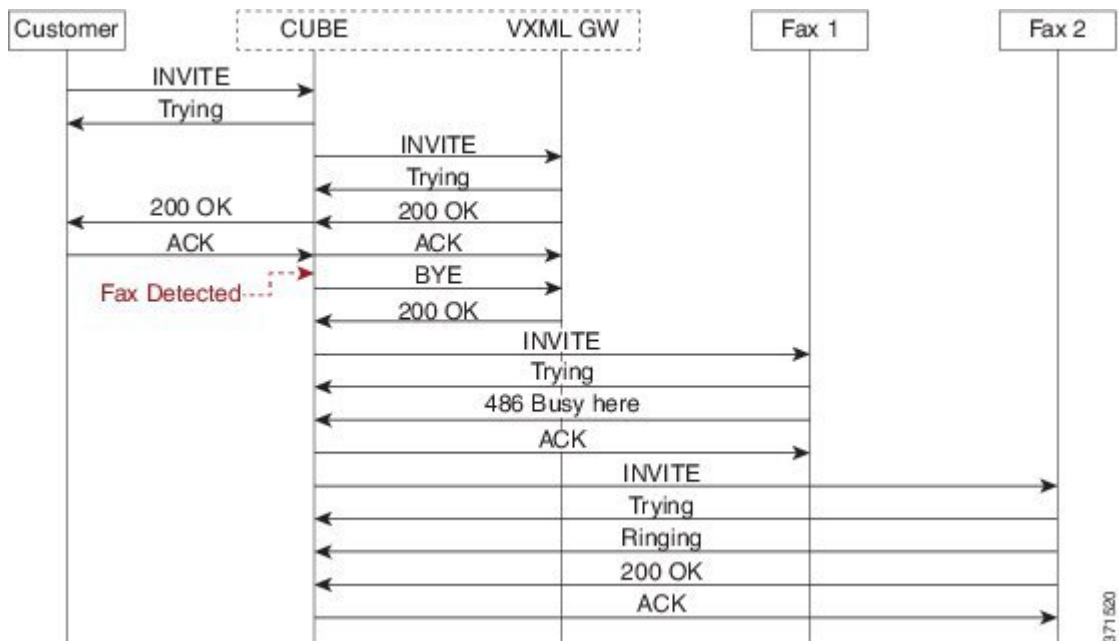 Customer CUBE VXML GW Fax 1 Fax 2
INVITE
Trying
INVITE
Trying
200 OK 200 OK
ACK ACK
Fax Detected
BYE
200 OK
INVITE
Trying
486 Busy here
ACK
INVITE
Trying
Ringing
200 OK
ACK
371520